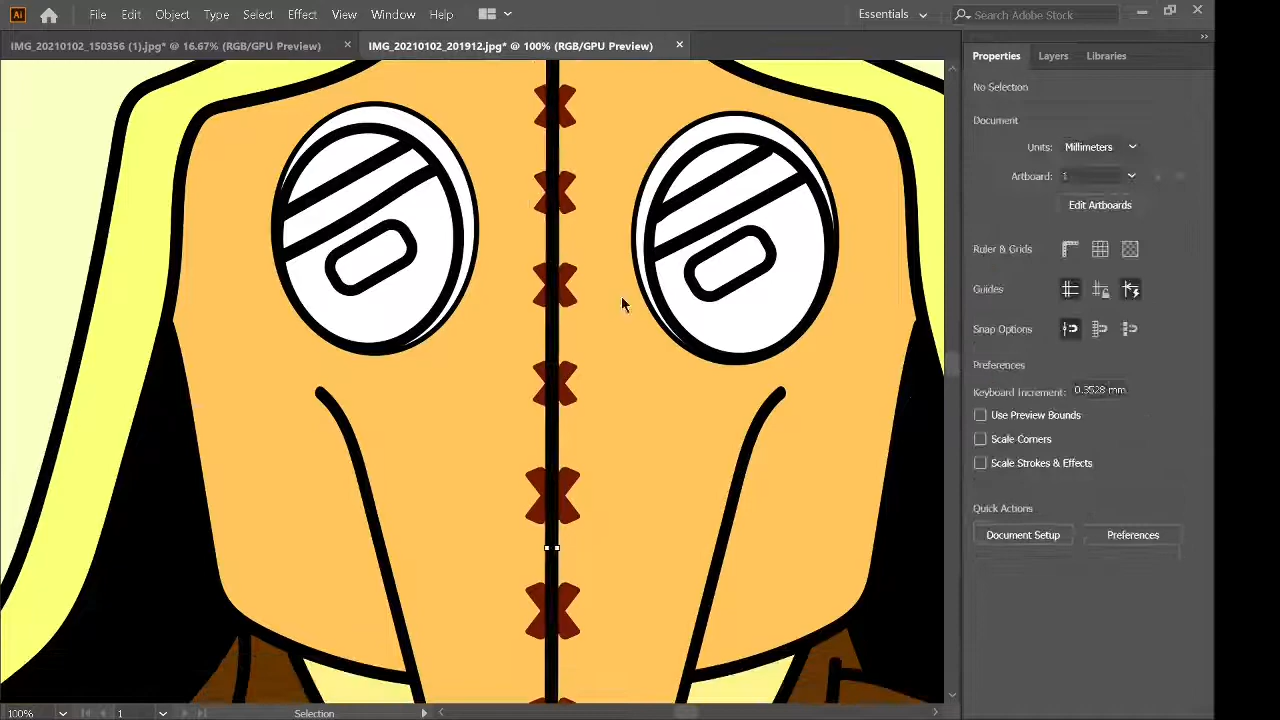 Ai File Edit Object Type Select Effect View Window Help Essentials Search Adobe Stock
IMG_20210102_150356 (1).jpg* @ 16.67% (RGB/GPU Preview) IMG_20210102_201912.jpg* @ 100% (RGB/GPU Preview)
Properties Layers Libraries
No Selection
Document
Units: Millimeters
Artboard: 1
Edit Artboards
Ruler & Grids
Guides
Snap Options
Preferences
Keyboard Increment: 0.3528 mm
Use Preview Bounds
Scale Corners
Scale Strokes & Effects
Quick Actions
Document Setup Preferences
100% 1 Selection